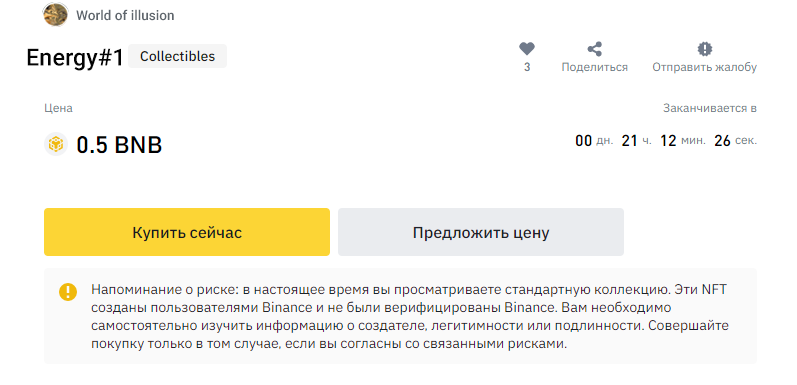 World of illusion
Energy#1 Collectibles
3 Поделиться Отправить жалобу
Цена Заканчивается в
0.5 BNB 00 дн. 21 ч. 12 мин. 26 сек.
Купить сейчас Предложить цену
Напоминание о риске: в настоящее время вы просматриваете стандартную коллекцию. Эти NFT
созданы пользователями Binance и не были верифицированы Binance. Вам необходимо
самостоятельно изучить информацию о создателе, легитимности или подлинности. Совершайте
покупку только в том случае, если вы согласны со связанными рисками.